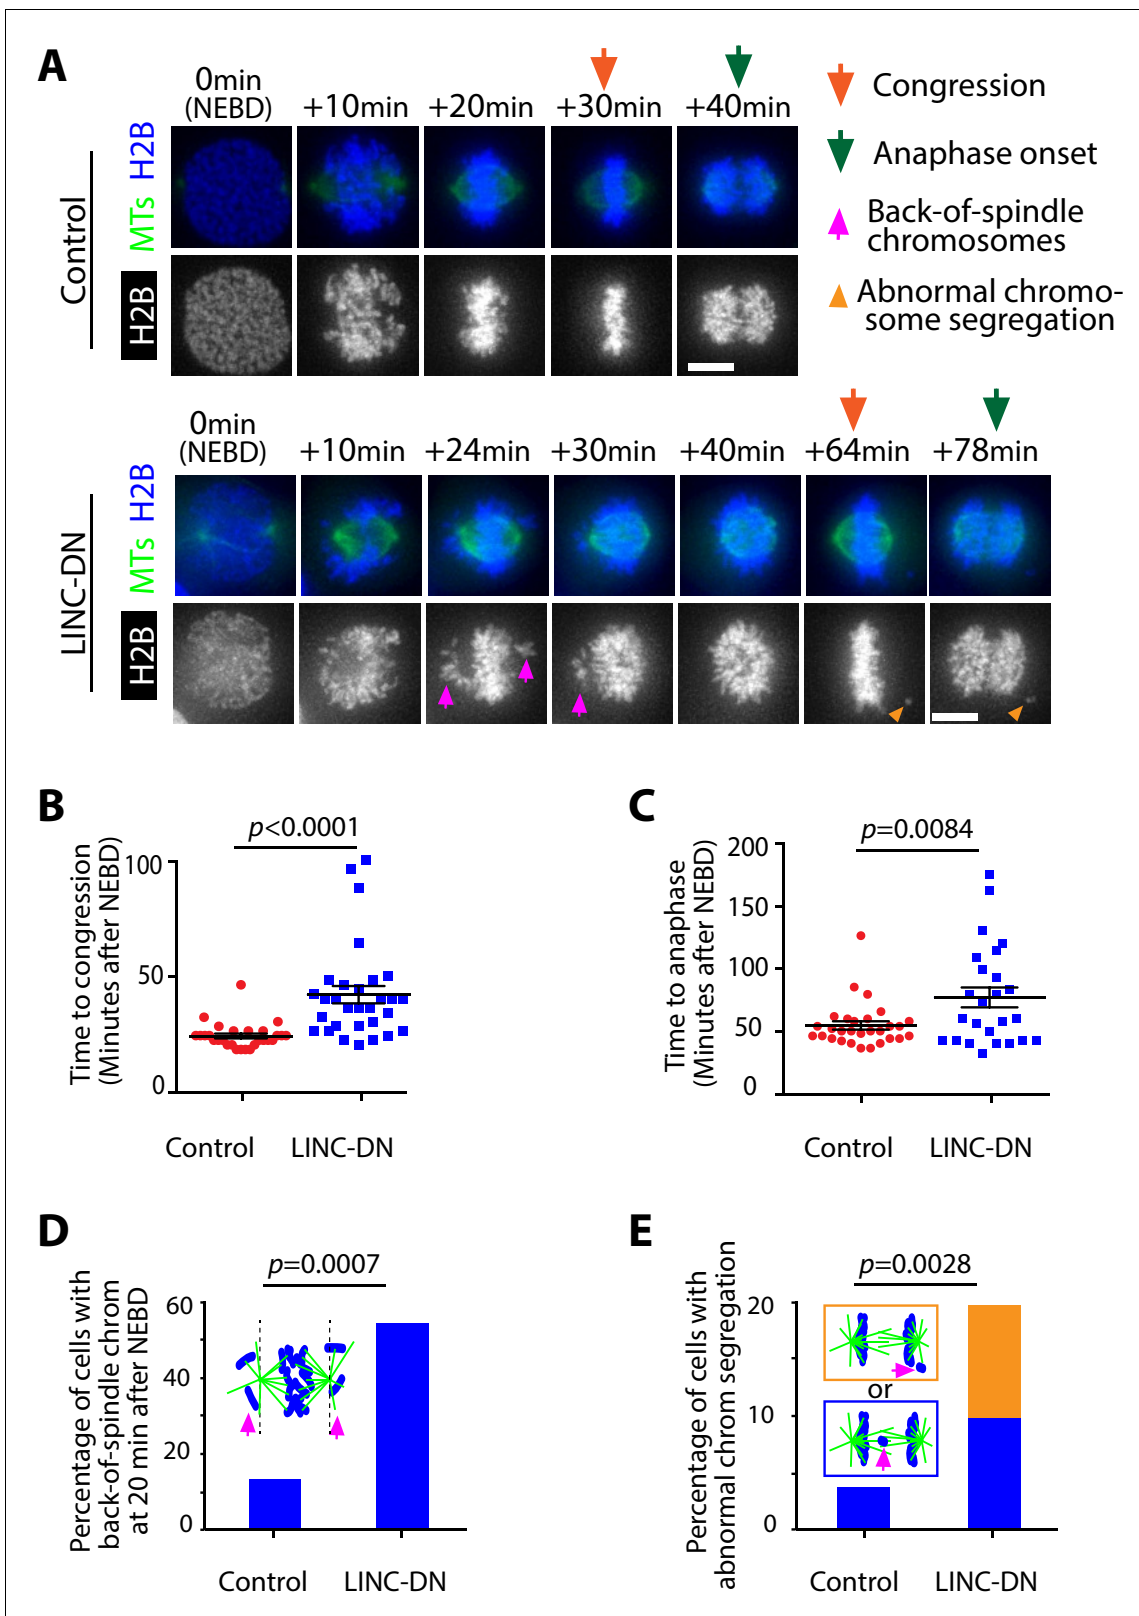 A
0min
(NEBD)
+10min
+20min
+30min
+40min
Control
MTs H2B
H2B
Congression
Anaphase onset
Back-of-spindle
chromosomes
Abnormal chromo-
some segregation
0min
(NEBD)
+10min
+24min
+30min
+40min
+64min
+78min
LINC-DN
MTs H2B
H2B
B
p<0.0001
Time to congression
(Minutes after NEBD)
100
50
0
Control
LINC-DN
C
p=0.0084
Time to anaphase
(Minutes after NEBD)
200
150
100
50
0
Control
LINC-DN
D
p=0.0007
Percentage of cells with
back-of-spindle chrom
at 20 min after NEBD
60
40
20
0
Control
LINC-DN
E
p=0.0028
Percentage of cells with
abnormal chrom segregation
20
10
0
or
Control
LINC-DN